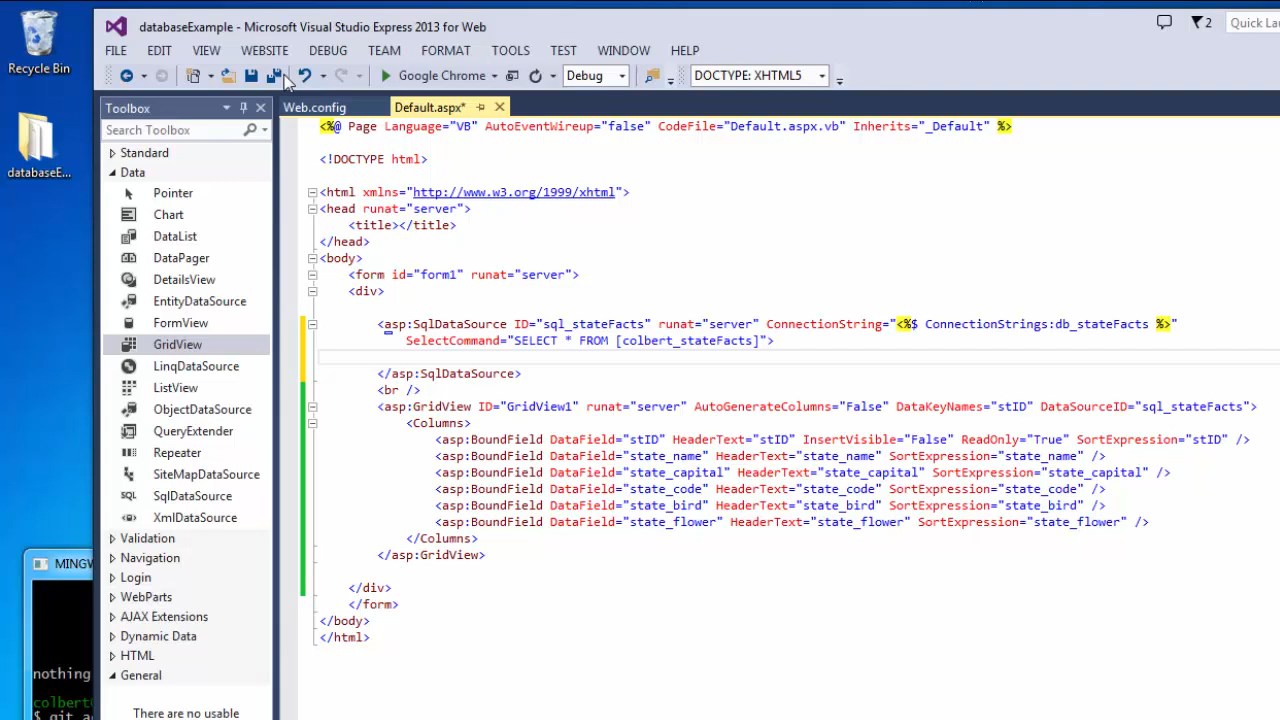 Recycle Bin
databaseE...
databaseExample - Microsoft Visual Studio Express 2013 for Web
2
Quick La
FILE EDIT VIEW WEBSITE DEBUG TEAM FORMAT TOOLS TEST WINDOW HELP
Google Chrome Debug DOCTYPE: XHTML5
Toolbox
Search Toolbox
Standard
Data
Pointer
Chart
DataList
DataPager
DetailsView
EntityDataSource
FormView
GridView
LinqDataSource
ListView
ObjectDataSource
QueryExtender
Repeater
SiteMapDataSource
SQL SqlDataSource
XmlDataSource
Validation
Navigation
Login
WebParts
AJAX Extensions
Dynamic Data
HTML
General
There are no usable
Web.config Default.aspx*
<%@ Page Language="VB" AutoEventWireup="false" CodeFile="Default.aspx.vb" Inherits="_Default" %>
<!DOCTYPE html>
<html xmlns="http://www.w3.org/1999/xhtml">
<head runat="server">
<title></title>
</head>
<body>
<form id="form1" runat="server">
<div>
<asp:SqlDataSource ID="sql_stateFacts" runat="server" ConnectionString="<%$ ConnectionStrings:db_stateFacts %>"
SelectCommand="SELECT * FROM [colbert_stateFacts]">
</asp:SqlDataSource>
<br />
<asp:GridView ID="GridView1" runat="server" AutoGenerateColumns="False" DataKeyNames="stID" DataSourceID="sql_stateFacts">
<Columns>
<asp:BoundField DataField="stID" HeaderText="stID" InsertVisible="False" ReadOnly="True" SortExpression="stID" />
<asp:BoundField DataField="state_name" HeaderText="state_name" SortExpression="state_name" />
<asp:BoundField DataField="state_capital" HeaderText="state_capital" SortExpression="state_capital" />
<asp:BoundField DataField="state_code" HeaderText="state_code" SortExpression="state_code" />
<asp:BoundField DataField="state_bird" HeaderText="state_bird" SortExpression="state_bird" />
<asp:BoundField DataField="state_flower" HeaderText="state_flower" SortExpression="state_flower" />
</Columns>
</asp:GridView>
</div>
</form>
</body>
</html>
MINGW
nothing
colbert
$ git a